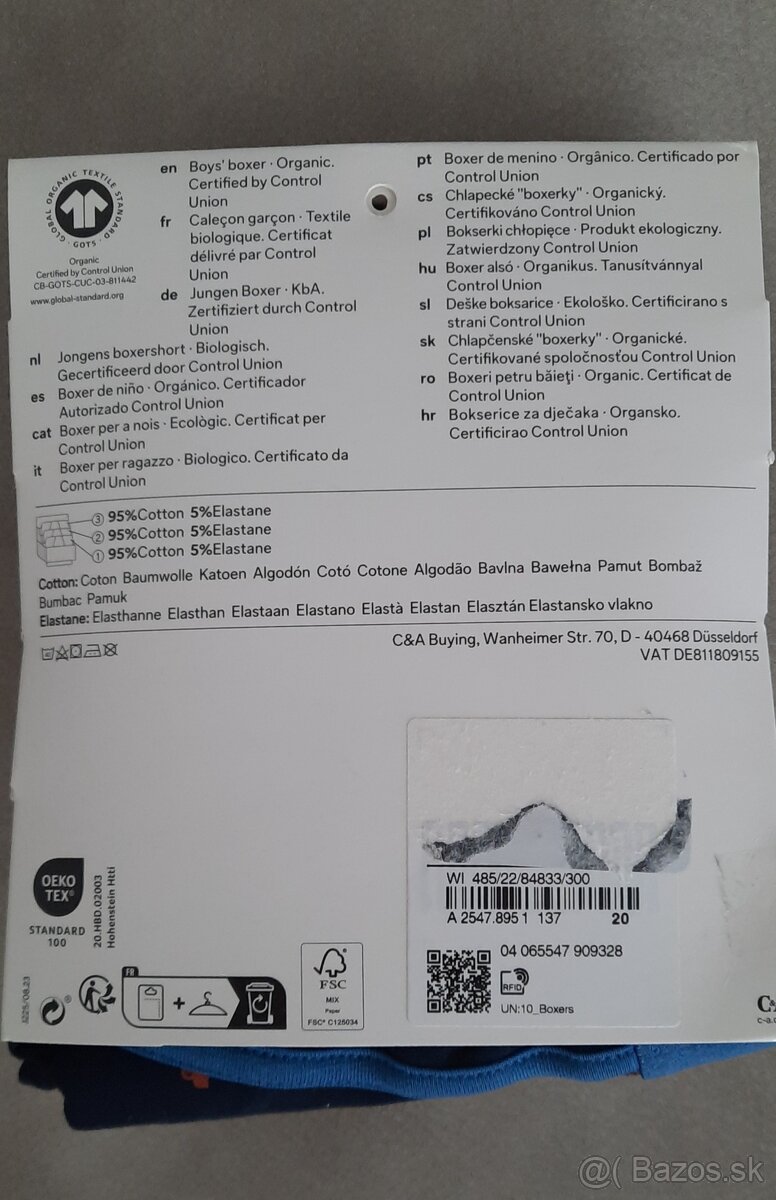 GLOBAL ORGANIC TEXTILE STANDARD · GOTS ·
Organic
Certified by Control Union
CB-GOTS-CUC-03-811442
www.global-standard.org
en Boys' boxer · Organic.
Certified by Control
Union
fr Caleçon garçon · Textile
biologique. Certificat
délivré par Control
Union
de Jungen Boxer · KbA.
Zertifiziert durch Control
Union
nl Jongens boxershort · Biologisch.
Gecertificeerd door Control Union
es Boxer de niño · Orgánico. Certificador
Autorizado Control Union
cat Boxer per a nois · Ecològic. Certificat per
Control Union
it Boxer per ragazzo · Biologico. Certificato da
Control Union
pt Boxer de menino · Orgânico. Certificado por
Control Union
cs Chlapecké "boxerky" · Organický.
Certifikováno Control Union
pl Bokserki chłopięce · Produkt ekologiczny.
Zatwierdzony Control Union
hu Boxer alsó · Organikus. Tanusítvánnyal
Control Union
sl Deške boksarice · Ekološko. Certificirano s
strani Control Union
sk Chlapčenské "boxerky" · Organické.
Certifikované spoločnosťou Control Union
ro Boxeri petru băieți · Organic. Certificat de
Control Union
hr Bokserice za dječaka · Organsko.
Certificirao Control Union
3 95%Cotton 5%Elastane
2 95%Cotton 5%Elastane
1 95%Cotton 5%Elastane
Cotton: Coton Baumwolle Katoen Algodón Cotó Cotone Algodão Bavlna Bawełna Pamut Bombaž
Bumbac Pamuk
Elastane: Elasthanne Elasthan Elastaan Elastano Elastà Elastan Elasztán Elastansko vlakno
C&A Buying, Wanheimer Str. 70, D - 40468 Düsseldorf
VAT DE811809155
OEKO
TEX®
STANDARD
100
20.HBD.02003
Hohenstein HTTI
WI 485/22/84833/300
A 2547.895 1 137 20
04 065547 909328
RFID
UN:10_Boxers
FR
+
FSC
MIX
Paper
FSC® C125034
C&
c-a.c
@( Bazos.sk